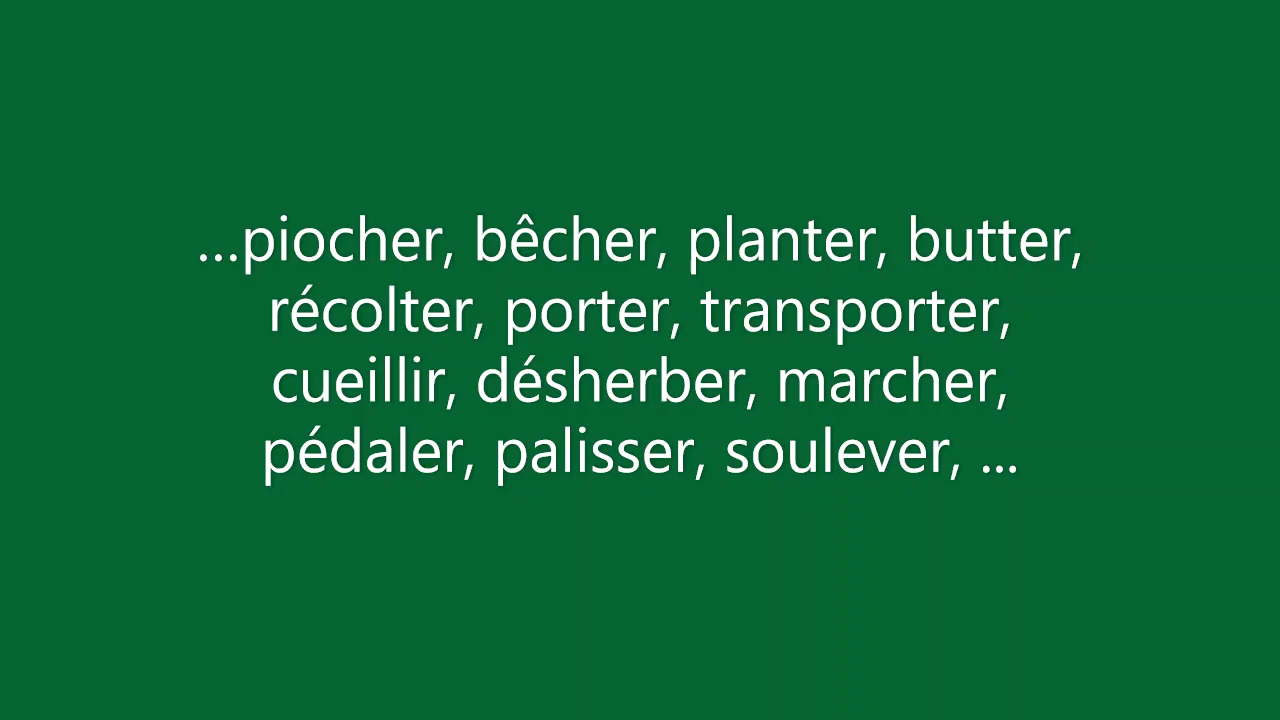 ...piocher, bêcher, planter, butter,
récolter, porter, transporter,
cueillir, désherber, marcher,
pédaler, palisser, soulever, ...